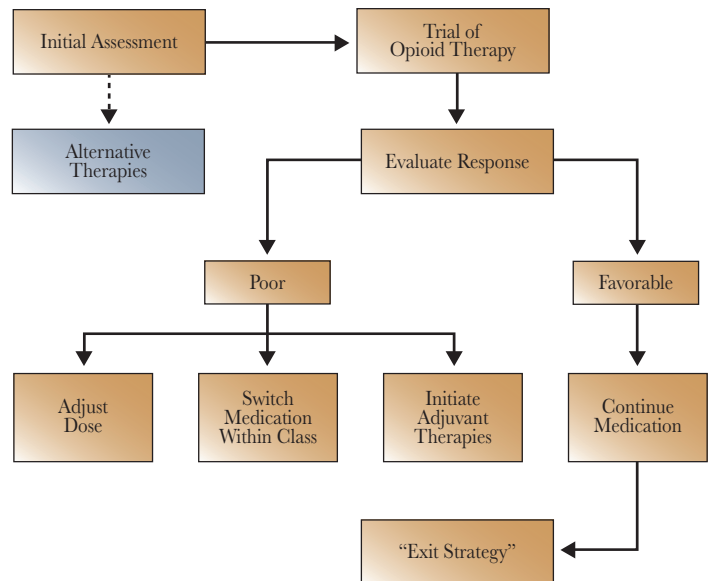 Initial Assessment
Trial of
Opioid Therapy
Alternative
Therapies
Evaluate Response
Poor
Favorable
Adjust
Dose
Switch
Medication
Within Class
Initiate
Adjuvant
Therapies
Continue
Medication
“Exit Strategy”